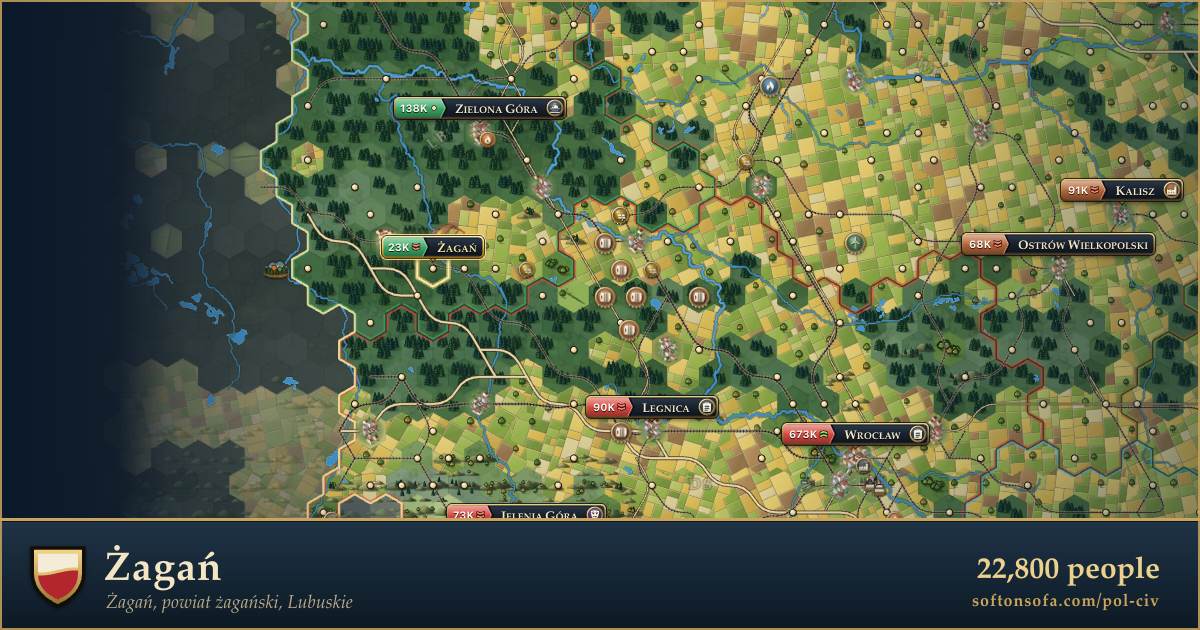 138K ZIELONA GÓRA
91K KALISZ
23K ŻAGAŃ
68K OSTRÓW WIELKOPOLSKI
90K LEGNICA
673K WROCŁAW
73K JELENIA GÓRA
Żagań
Żagań, powiat żagański, Lubuskie
22,800 people
softonsofa.com/pol-civ